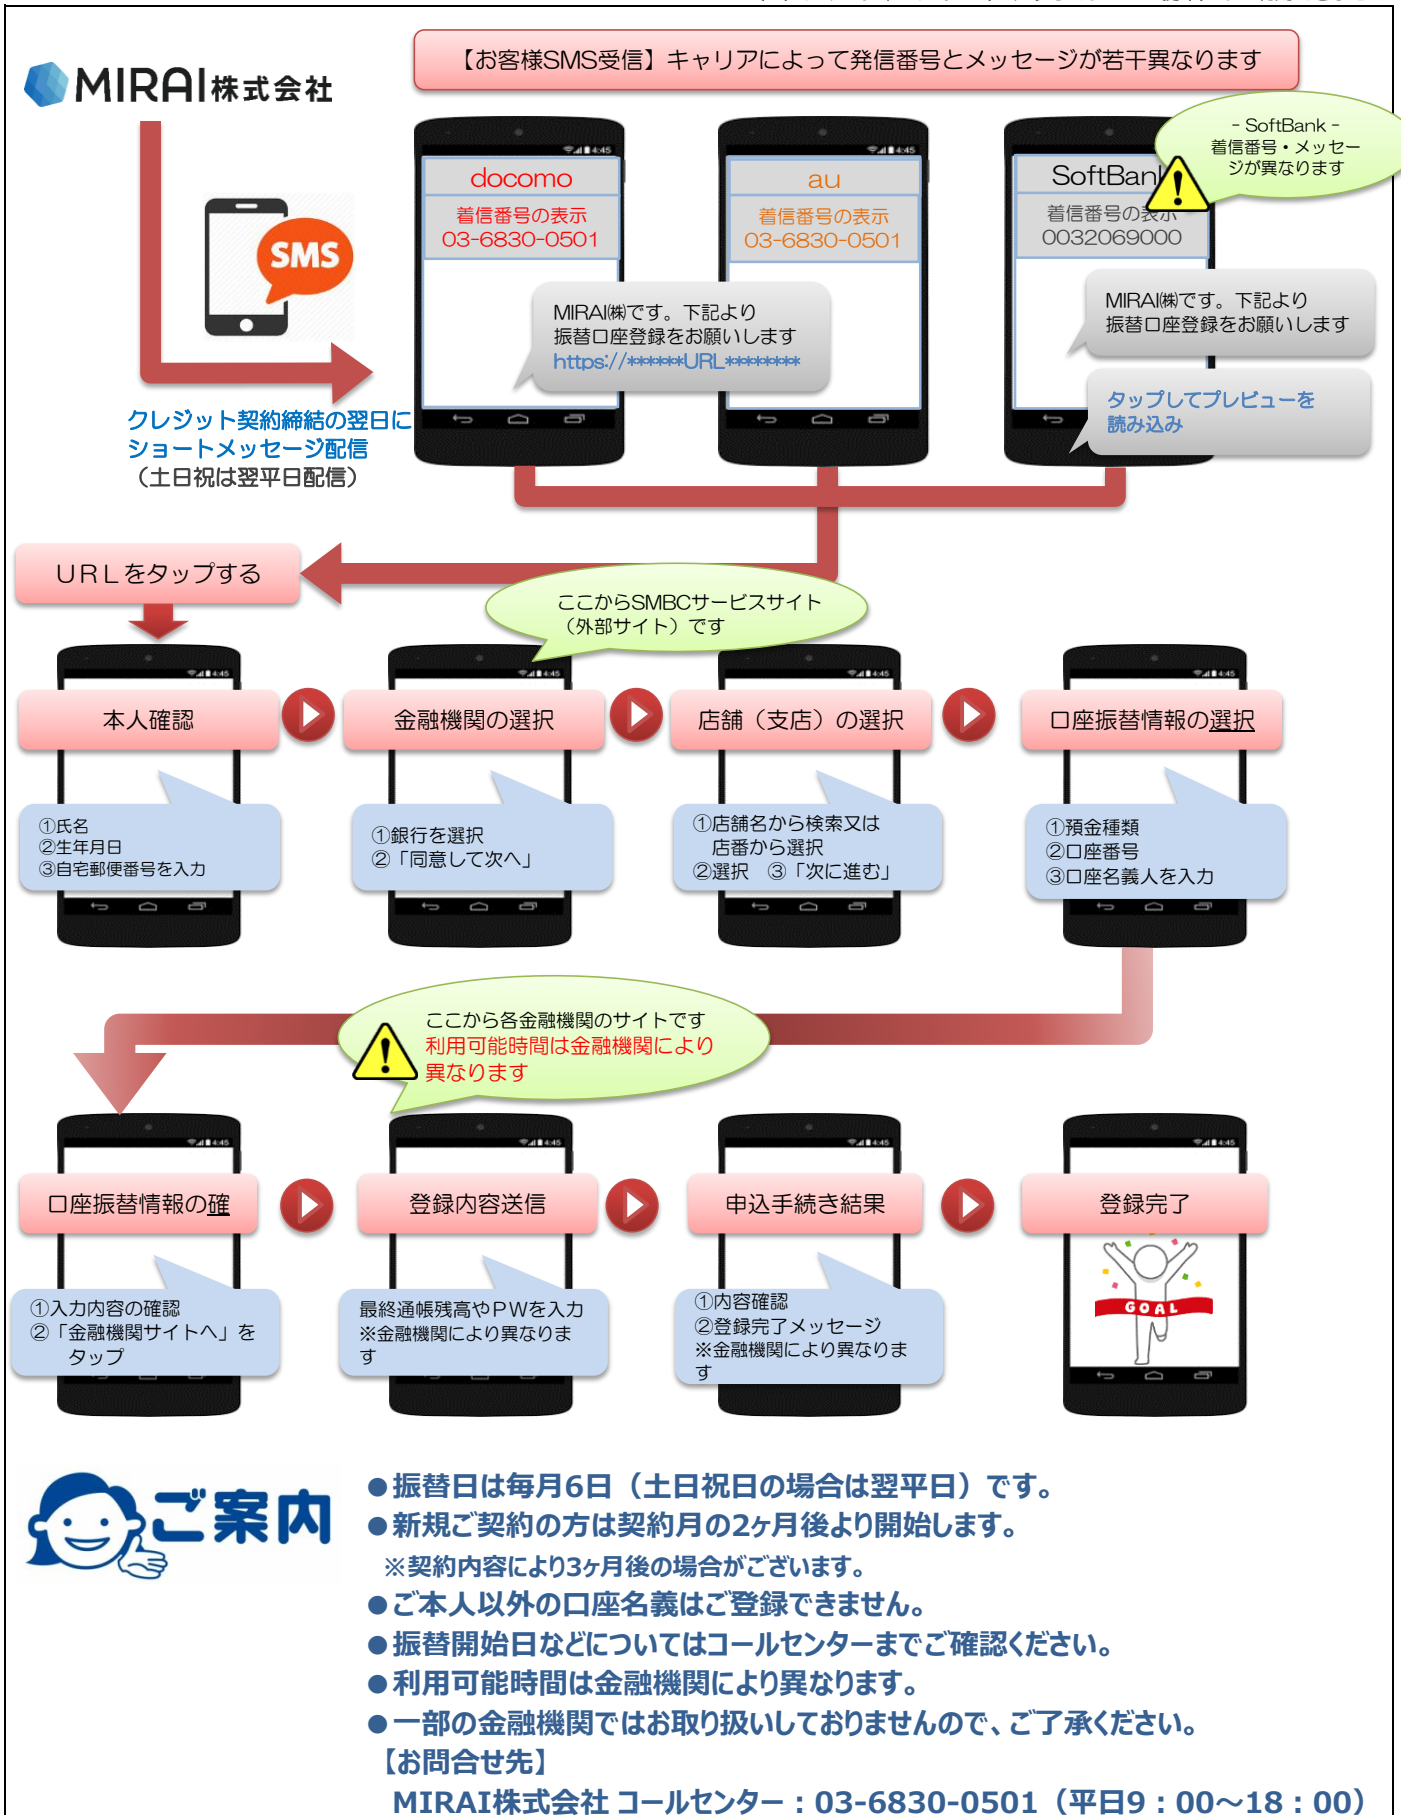 【お客様SMS受信】キャリアによって発信番号とメッセージが若干異なります
MIRAI株式会社
- SoftBank -
着信番号・メッセー
ジが異なります
4:45
docomo
着信番号の表示
03-6830-0501
4:45
au
着信番号の表示
03-6830-0501
SoftBank
着信番号の表示
0032069000
SMS
MIRAI㈱です。下記より
振替口座登録をお願いします
https://******URL********
MIRAI㈱です。下記より
振替口座登録をお願いします
タップしてプレビューを
読み込み
クレジット契約締結の翌日に
ショートメッセージ配信
（土日祝は翌平日配信）
ＵＲＬをタップする
ここからSMBCサービスサイト
（外部サイト）です
4:45
4:45
4:45
4:45
本人確認
金融機関の選択
店舗（支店）の選択
口座振替情報の選択
①氏名
②生年月日
③自宅郵便番号を入力
①銀行を選択
②「同意して次へ」
①店舗名から検索又は
店番から選択
②選択　③「次に進む」
①預金種類
②口座番号
③口座名義人を入力
ここから各金融機関のサイトです
利用可能時間は金融機関により
異なります
4:45
4:45
4:45
4:45
口座振替情報の確
登録内容送信
申込手続き結果
登録完了
①入力内容の確認
②「金融機関サイトへ」を
タップ
最終通帳残高やＰＷを入力
※金融機関により異なりま
す
①内容確認
②登録完了メッセージ
※金融機関により異なりま
す
GOAL
ご案内
●振替日は毎月6日（土日祝日の場合は翌平日）です。
●新規ご契約の方は契約月の2ヶ月後より開始します。
※契約内容により3ヶ月後の場合がございます。
●ご本人以外の口座名義はご登録できません。
●振替開始日などについてはコールセンターまでご確認ください。
●利用可能時間は金融機関により異なります。
●一部の金融機関ではお取り扱いしておりませんので、ご了承ください。
【お問合せ先】
MIRAI株式会社 コールセンター：03-6830-0501（平日9：00～18：00）